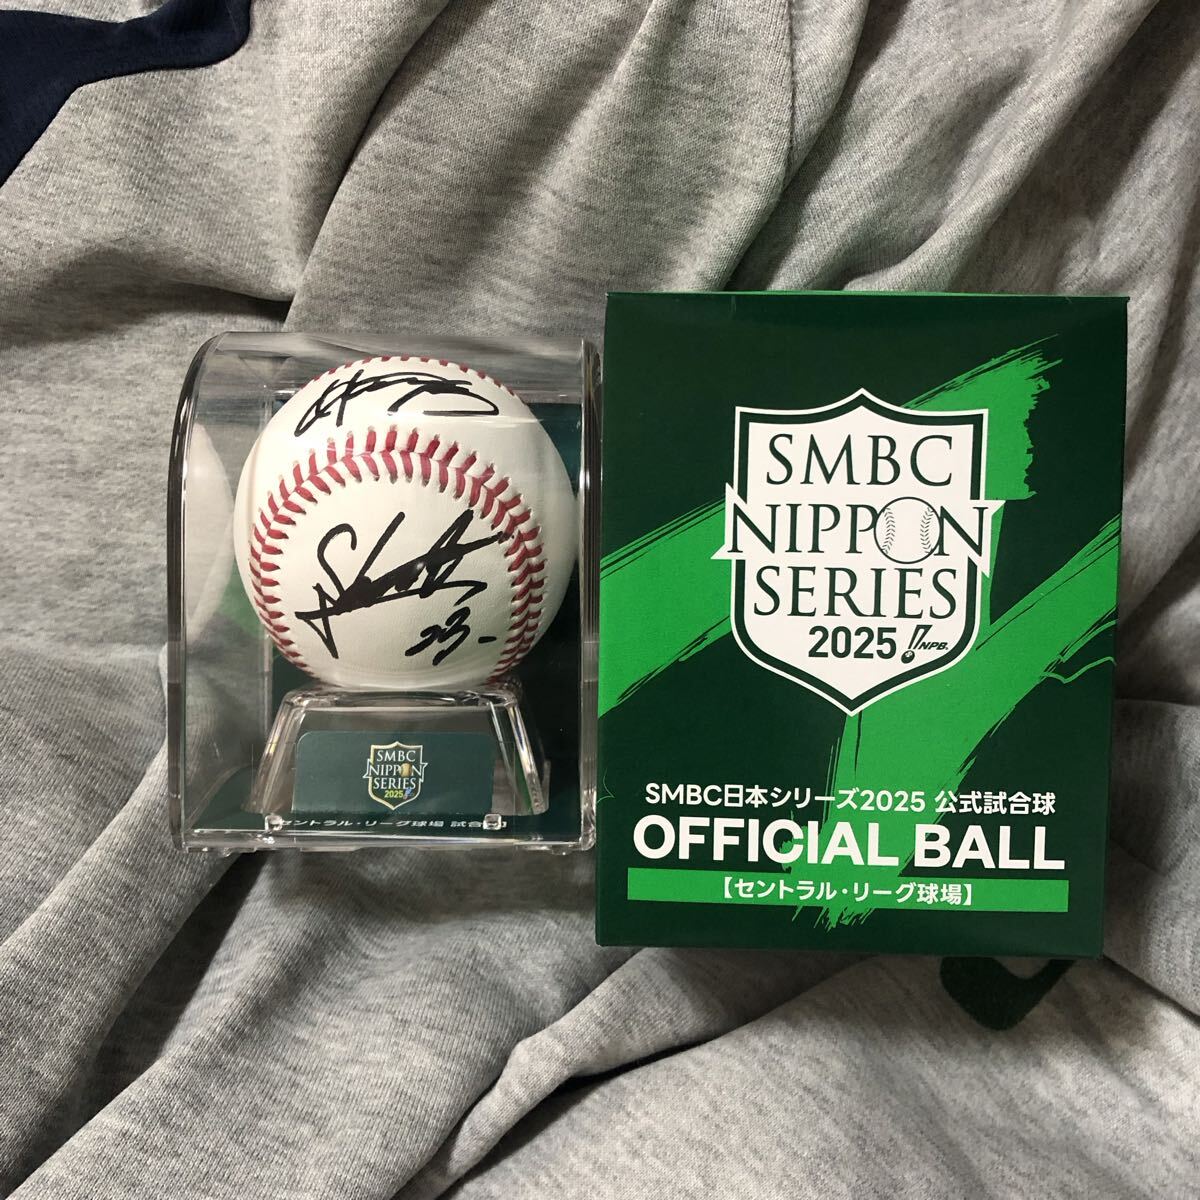 23-
SMBC
NIPPON
SERIES
2025
セントラル・リーグ球場 試合球
SMBC
NIPPON
SERIES
2025 NPB
SMBC日本シリーズ2025 公式試合球
OFFICIAL BALL
【セントラル・リーグ球場】